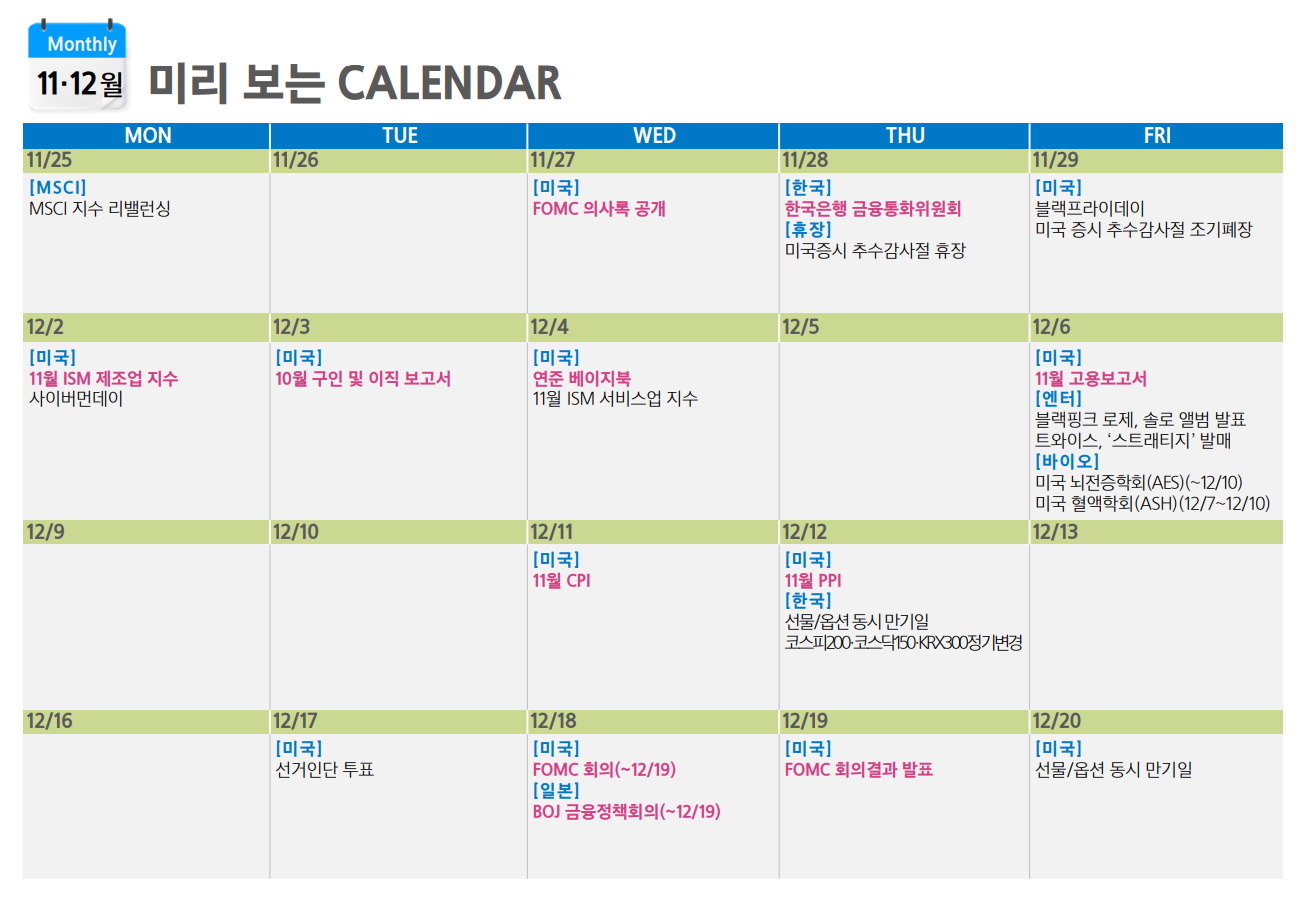 Monthly
11·12월
미리 보는 CALENDAR
MON TUE WED THU FRI
11/25 11/26 11/27 11/28 11/29
[MSCI]
MSCI 지수 리밸런싱
[미국]
FOMC 의사록 공개
[한국]
한국은행 금융통화위원회
[휴장]
미국증시 추수감사절 휴장
[미국]
블랙프라이데이
미국 증시 추수감사절 조기폐장
12/2 12/3 12/4 12/5 12/6
[미국]
11월 ISM 제조업 지수
사이버먼데이
[미국]
10월 구인 및 이직 보고서
[미국]
연준 베이지북
11월 ISM 서비스업 지수
[미국]
11월 고용보고서
[엔터]
블랙핑크 로제, 솔로 앨범 발표
트와이스, ‘스트래티지’ 발매
[바이오]
미국 뇌전증학회(AES)(~12/10)
미국 혈액학회(ASH)(12/7~12/10)
12/9 12/10 12/11 12/12 12/13
[미국]
11월 CPI
[미국]
11월 PPI
[한국]
선물/옵션 동시 만기일
코스피200·코스닥150·KRX300정기변경
12/16 12/17 12/18 12/19 12/20
[미국]
선거인단 투표
[미국]
FOMC 회의(~12/19)
[일본]
BOJ 금융정책회의(~12/19)
[미국]
FOMC 회의결과 발표
[미국]
선물/옵션 동시 만기일